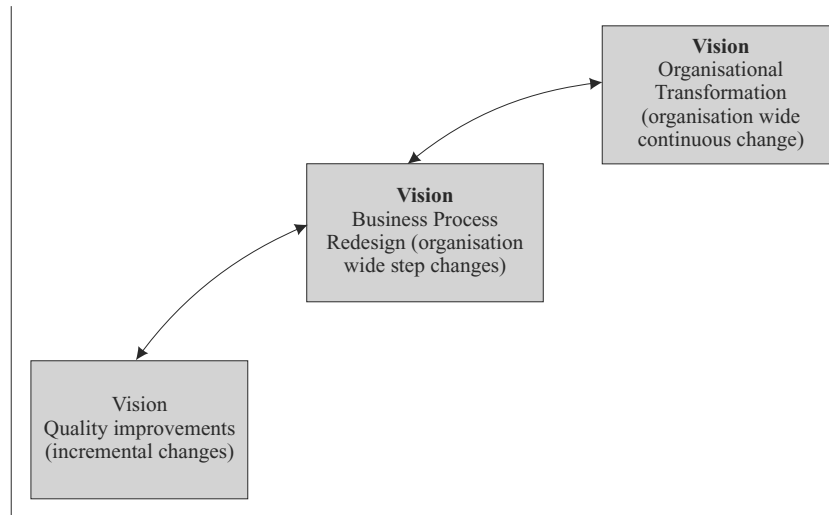 Vision
Organisational
Transformation
(organisation wide
continuous change)
Vision
Business Process
Redesign (organisation
wide step changes)
Vision
Quality improvements
(incremental changes)